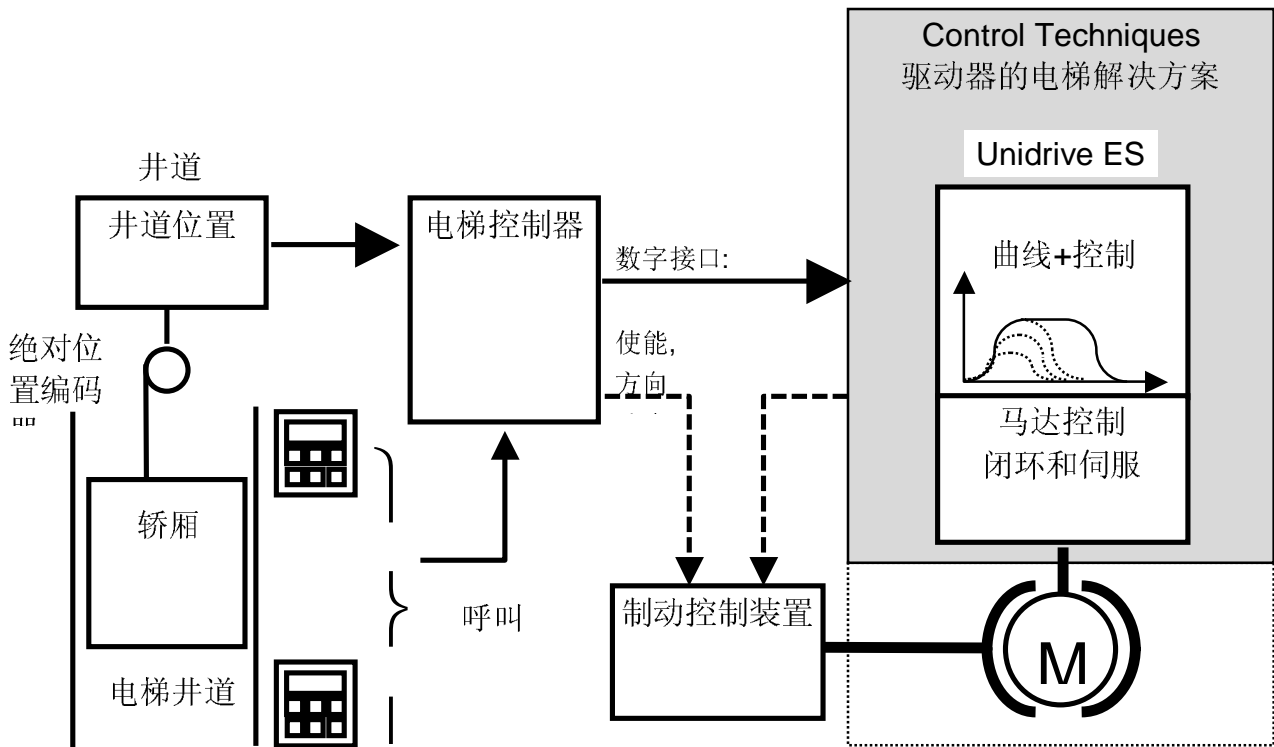 Control Techniques
驱动器的电梯解决方案
Unidrive ES
井道
井道位置
电梯控制器
数字接口:
曲线+控制
使能,
方向
绝对位
置编码
马达控制
闭环和伺服
轿厢
呼叫
制动控制装置
M
电梯井道